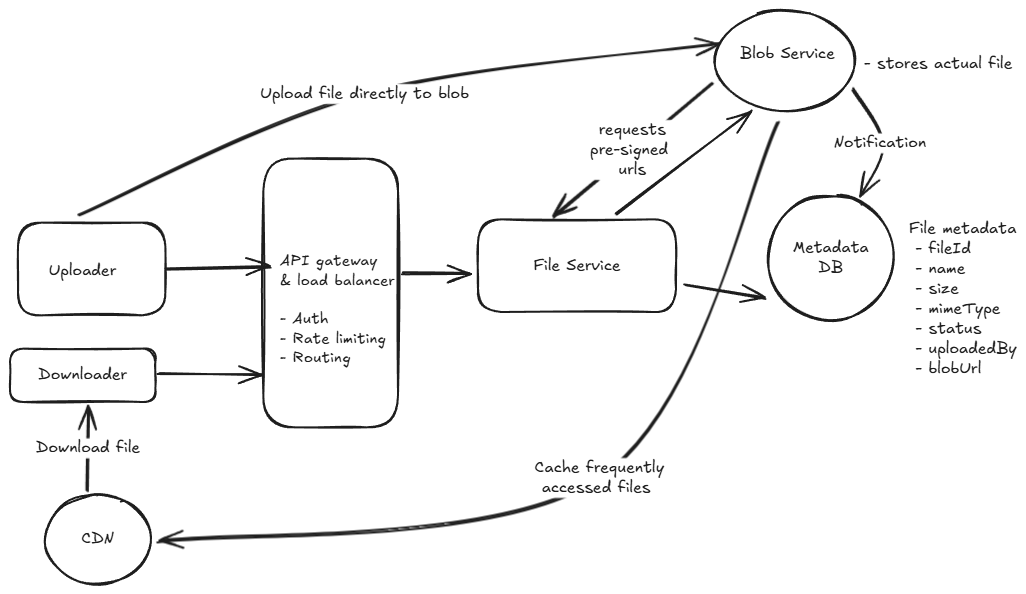 Blob Service
- stores actual file
Upload file directly to blob
requests
pre-signed
urls
Notification
Uploader
API gateway
& load balancer
- Auth
- Rate limiting
- Routing
File Service
Metadata
DB
File metadata
- fileId
- name
- size
- mimeType
- status
- uploadedBy
- blobUrl
Downloader
Download file
Cache frequently
accessed files
CDN